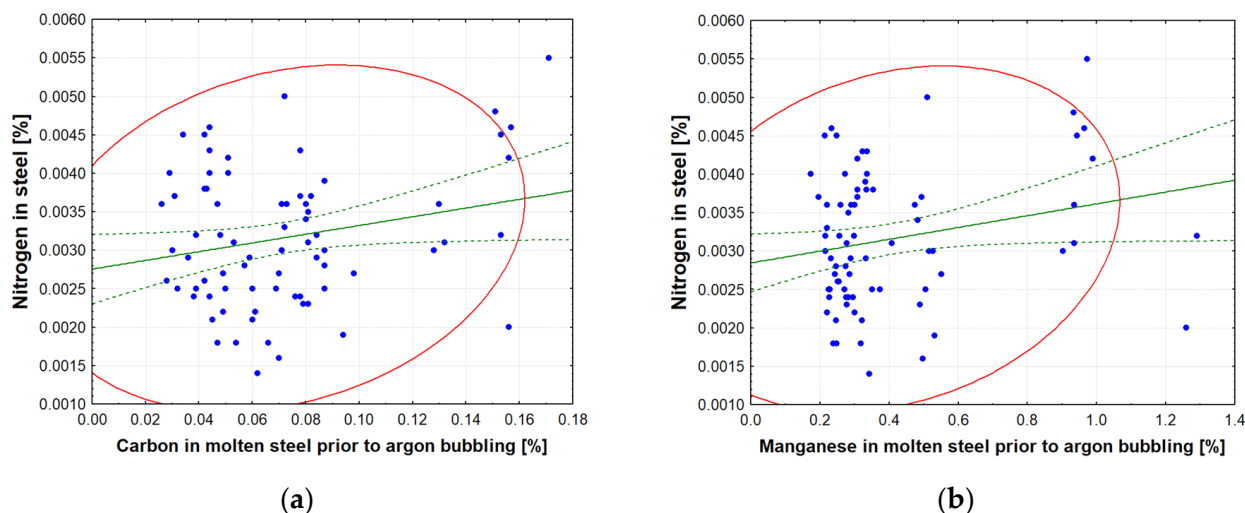 0.0060
0.0055
0.0050
0.0045
0.0040
0.0035
0.0030
0.0025
0.0020
0.0015
0.0010
Nitrogen in steel [%]
0.00 0.02 0.04 0.06 0.08 0.10 0.12 0.14 0.16 0.18
Carbon in molten steel prior to argon bubbling [%]
(a)
0.0060
0.0055
0.0050
0.0045
0.0040
0.0035
0.0030
0.0025
0.0020
0.0015
0.0010
Nitrogen in steel [%]
0.0 0.2 0.4 0.6 0.8 1.0 1.2 1.4
Manganese in molten steel prior to argon bubbling [%]
(b)